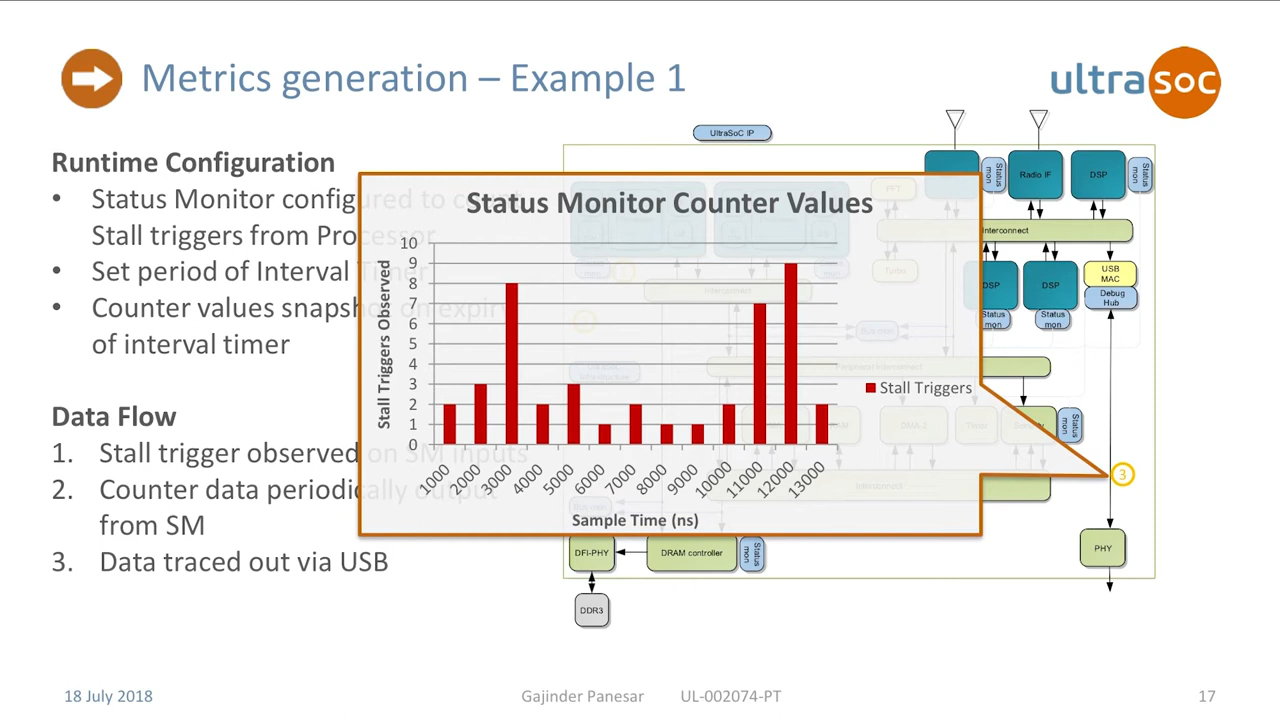 Metrics generation – Example 1
ultrasoc
Runtime Configuration
• Status Monitor configured to count
Stall triggers from Processor
• Set period of Interval Timer
• Counter values snapshot on expiry
of interval timer
Data Flow
1. Stall trigger observed on SM inputs
2. Counter data periodically output
from SM
3. Data traced out via USB
UltraSoC IP
Status Monitor Counter Values
Stall Triggers Observed
10
9
8
7
6
5
4
3
2
1
0
1000 2000 3000 4000 5000 6000 7000 8000 9000 10000 11000 12000 13000
Sample Time (ns)
Stall Triggers
FFT
Turbo
Interconnect
Peripheral Interconnect
DMA-2
Interconnect
Status mon
Radio IF
DSP
Status mon
Interconnect
DSP
DSP
USB MAC
Debug Hub
Status mon
Status mon
Status mon
3
DFI-PHY
DRAM controller
Status mon
PHY
DDR3
18 July 2018
Gajinder Panesar UL-002074-PT
17